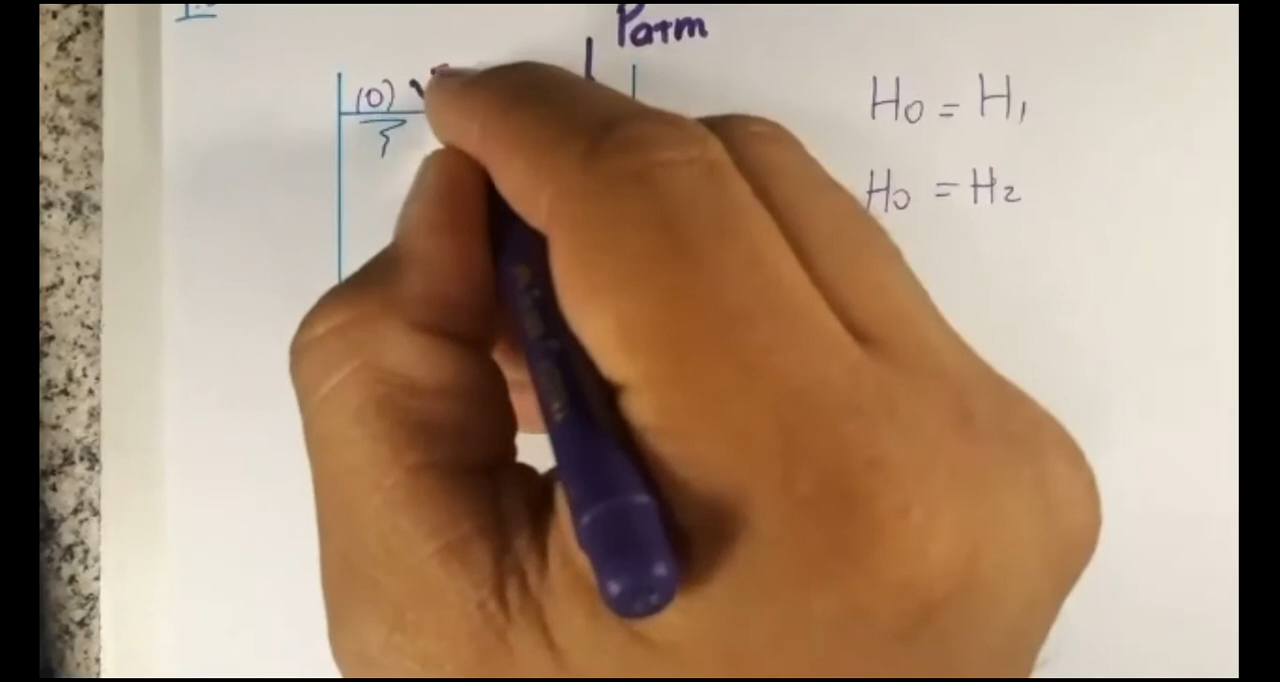 Patm
(0)
H0 = H1
H0 = H2